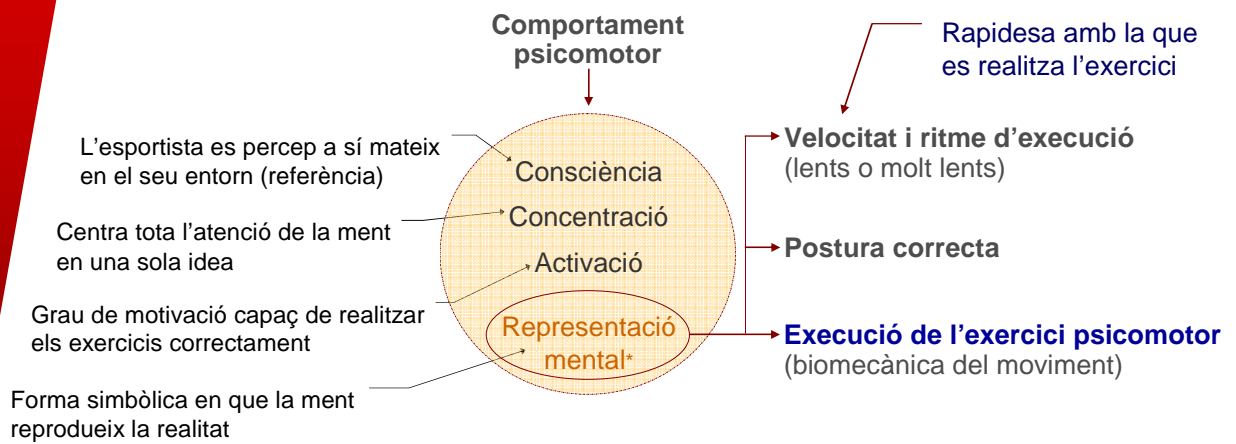 Comportament
psicomotor
Rapidesa amb la que
es realitza l'exercici
L'esportista es percep a sí mateix
en el seu entorn (referència)
Centra tota l'atenció de la ment
en una sola idea
Grau de motivació capaç de realitzar
els exercicis correctament
Forma simbòlica en que la ment
reprodueix la realitat
Consciència
Concentració
Activació
Representació
mental*
Velocitat i ritme d'execució
(lents o molt lents)
Postura correcta
Execució de l'exercici psicomotor
(biomecànica del moviment)